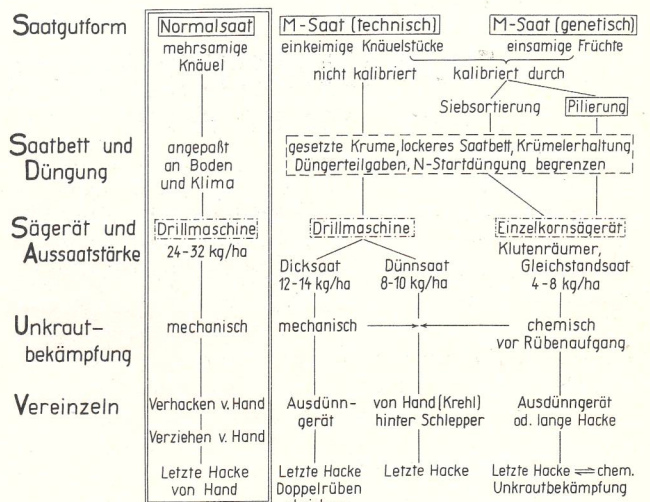 Saatgutform
Normalsaat
M-Saat (technisch)
M-Saat (genetisch)
mehrsamige
Knäuel
einkeimige Knäuelstücke
einsamige Früchte
nicht kalibriert
kalibriert durch
Siebsortierung
Pilierung
Saatbett und
Düngung
angepaßt
an Boden
und Klima
gesetzte Krume, lockeres Saatbett, Krümelerhaltung
Düngerteilgaben, N-Startdüngung begrenzen
Sägerät und
Aussaatstärke
Drillmaschine
24-32 kg/ha
Drillmaschine
Einzelkornsägerät
Klutenräumer,
Gleichstandsaat
4-8 kg/ha
Dicksaat
12-14 kg/ha
Dünnsaat
8-10 kg/ha
Unkraut-
bekämpfung
mechanisch
mechanisch
chemisch
vor Rübenaufgang
Vereinzeln
Verhacken v. Hand
Verziehen v. Hand
Letzte Hacke
von Hand
Ausdünn-
gerät
Letzte Hacke
Doppelrüben
von Hand (Krehl)
hinter Schlepper
Letzte Hacke
Ausdünngerät
od. lange Hacke
Letzte Hacke ⇌ chem.
Unkrautbekämpfung